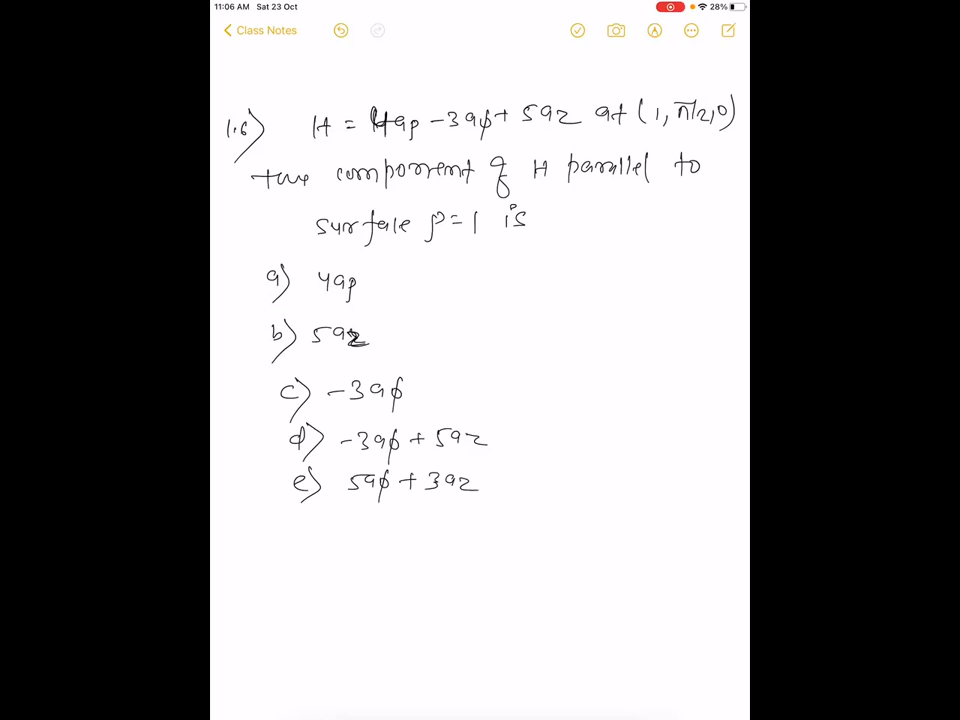 11:06 AM Sat 23 Oct 28%
Class Notes
1.6) H = 4aρ -3aϕ + 5az at (1, π/2, 0)
the component of H parallel to
surface ρ = 1 is
a) 4aρ
b) 5az
c) -3aϕ
d) -3aϕ + 5az
e) 5aϕ + 3az